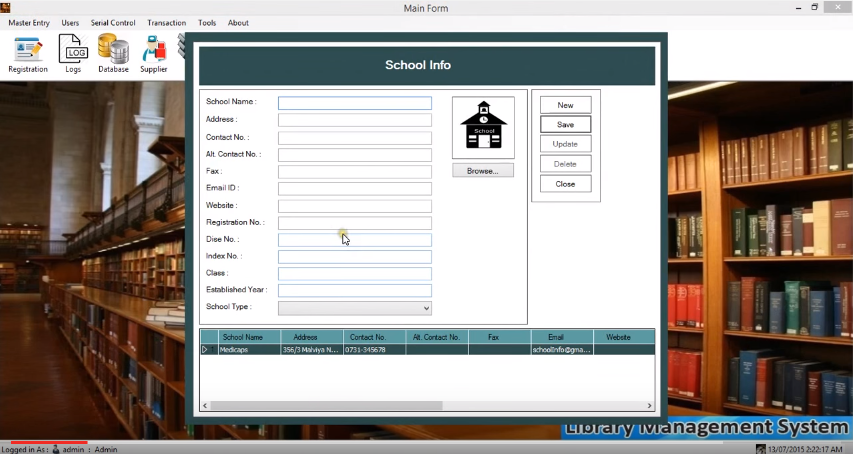 Main Form
Master Entry Users Serial Control Transaction Tools About
LOG
Registration Logs Database Supplier
School Info
School Name :
Address :
Contact No. :
Alt. Contact No. :
Fax :
Email ID :
Website :
Registration No. :
Dise No. :
Index No. :
Class :
Established Year :
School Type :
School
Browse...
New
Save
Update
Delete
Close
School Name Address Contact No. Alt. Contact No. Fax Email Website
Medicaps 356/3 Malviya N... 0731-345678 schoolInfo@gma...
Library Management System
Logged in As : admin : Admin 13/07/2015 2:22:17 AM